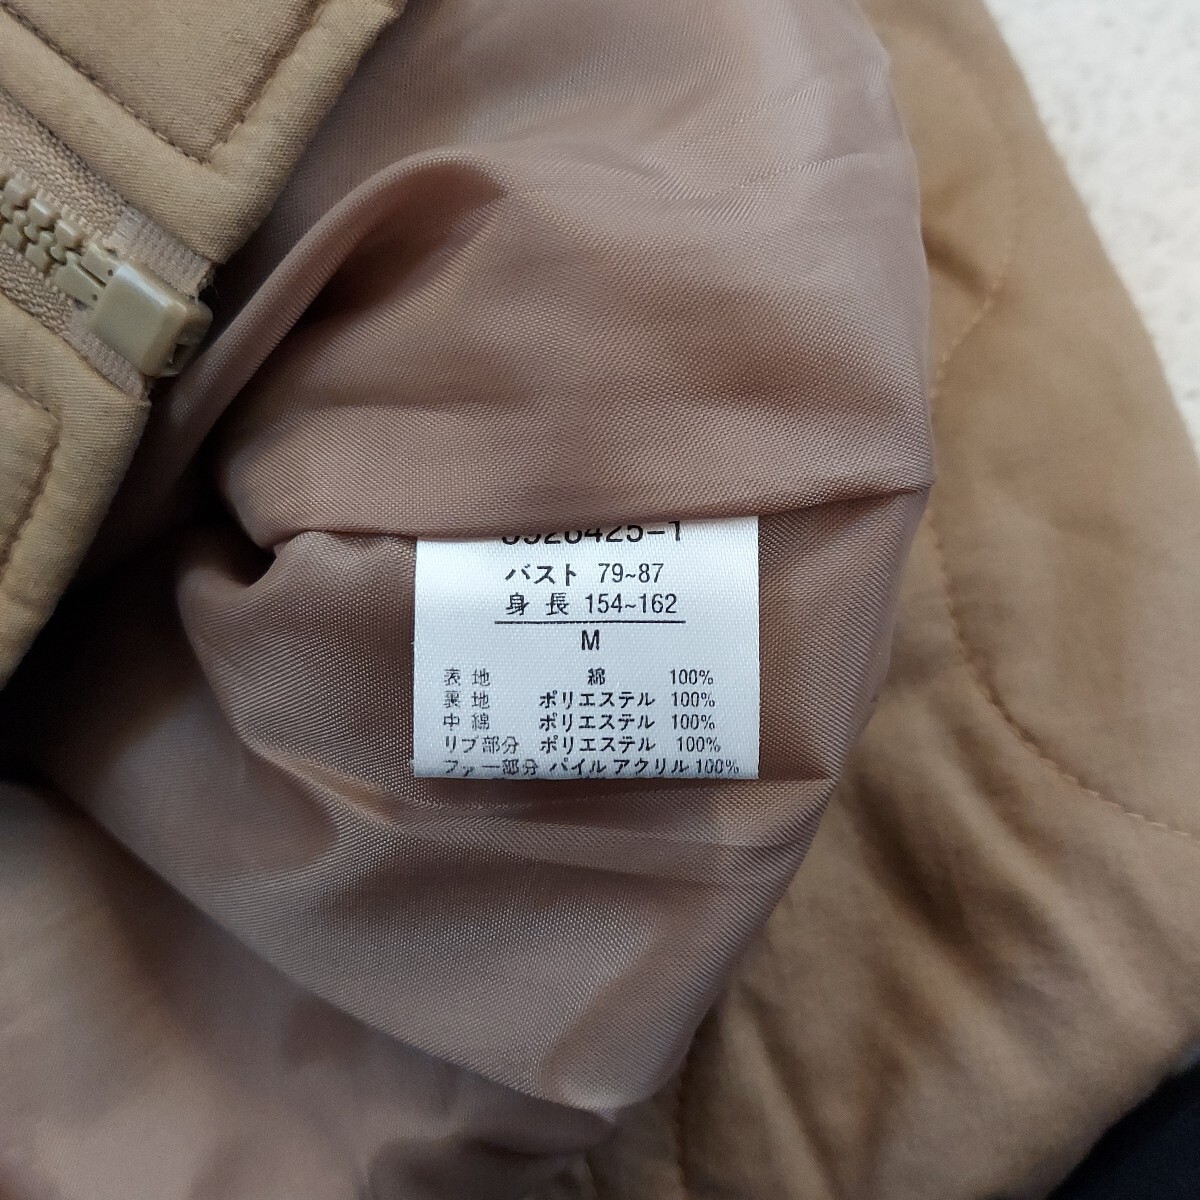 バスト 79~87
身長 154~162
M
表地 綿 100%
裏地 ポリエステル 100%
中綿 ポリエステル 100%
リブ部分 ポリエステル 100%
ファー部分 パイル アクリル 100%